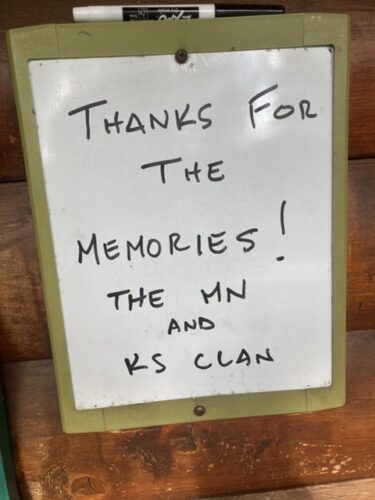 THANKS FOR
THE
MEMORIES!
THE MN
AND
KS CLAN